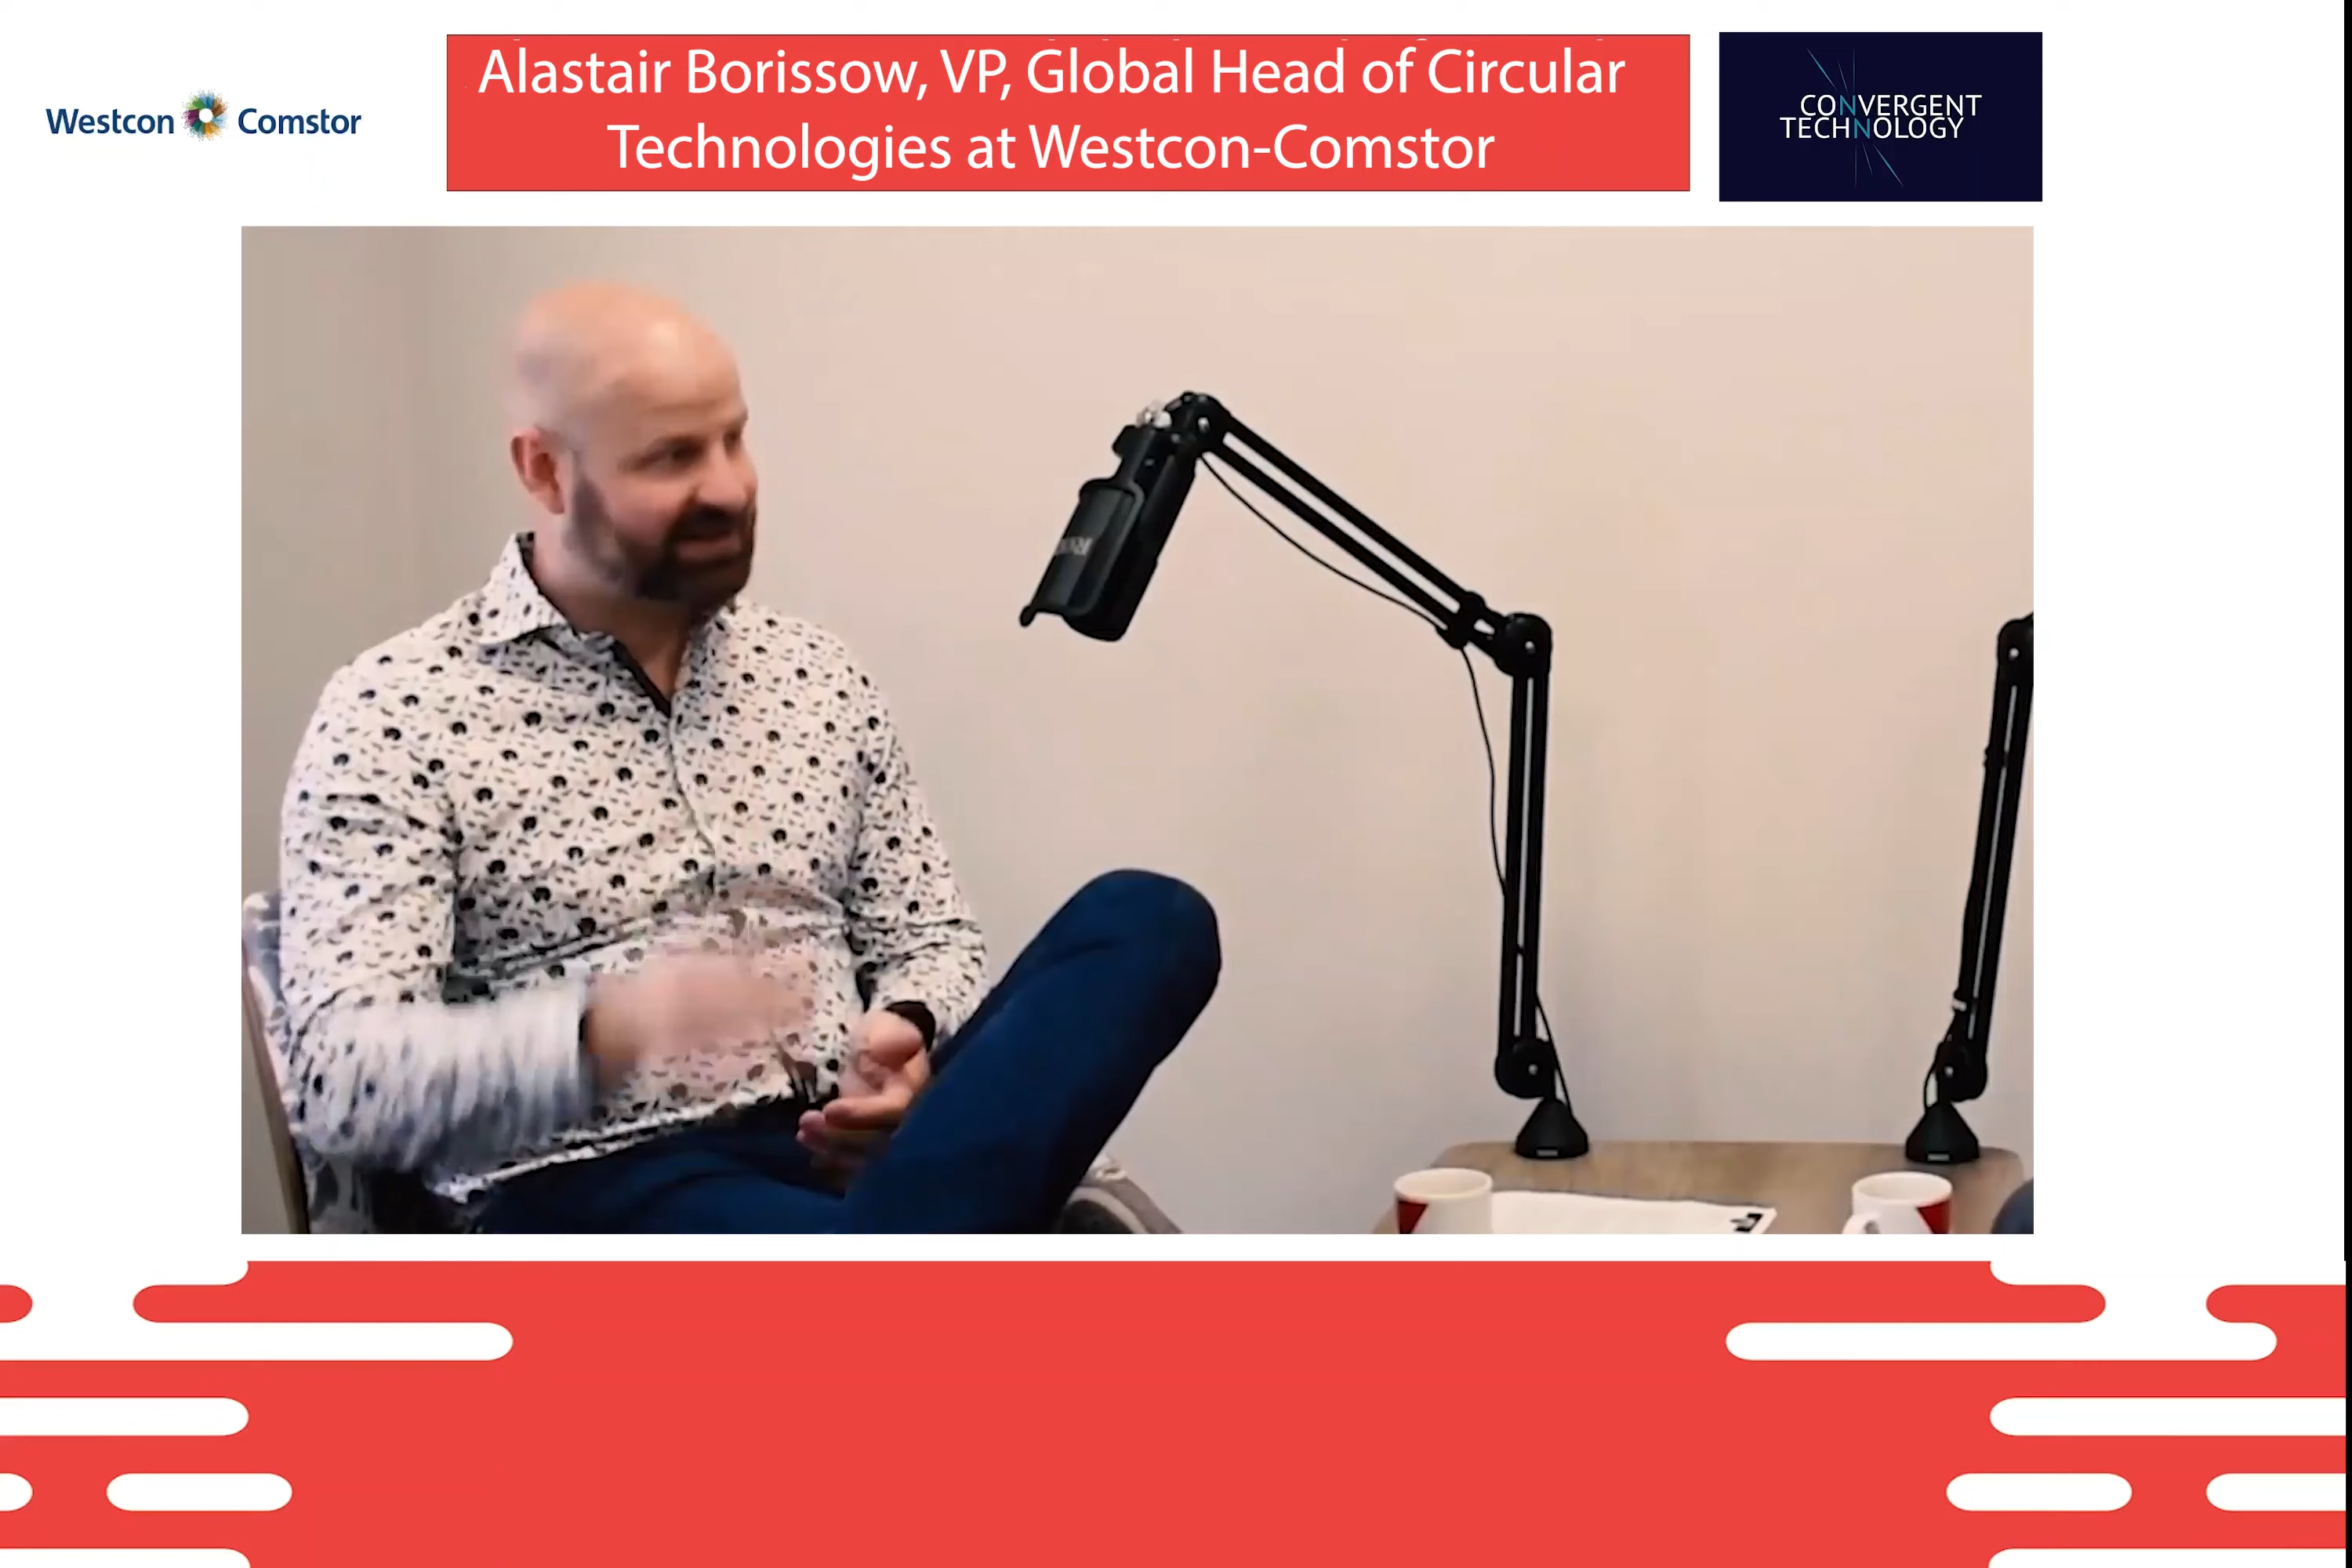 Westcon Comstor
Alastair Borissow, VP, Global Head of Circular
Technologies at Westcon-Comstor
CONVERGENT
TECHNOLOGY